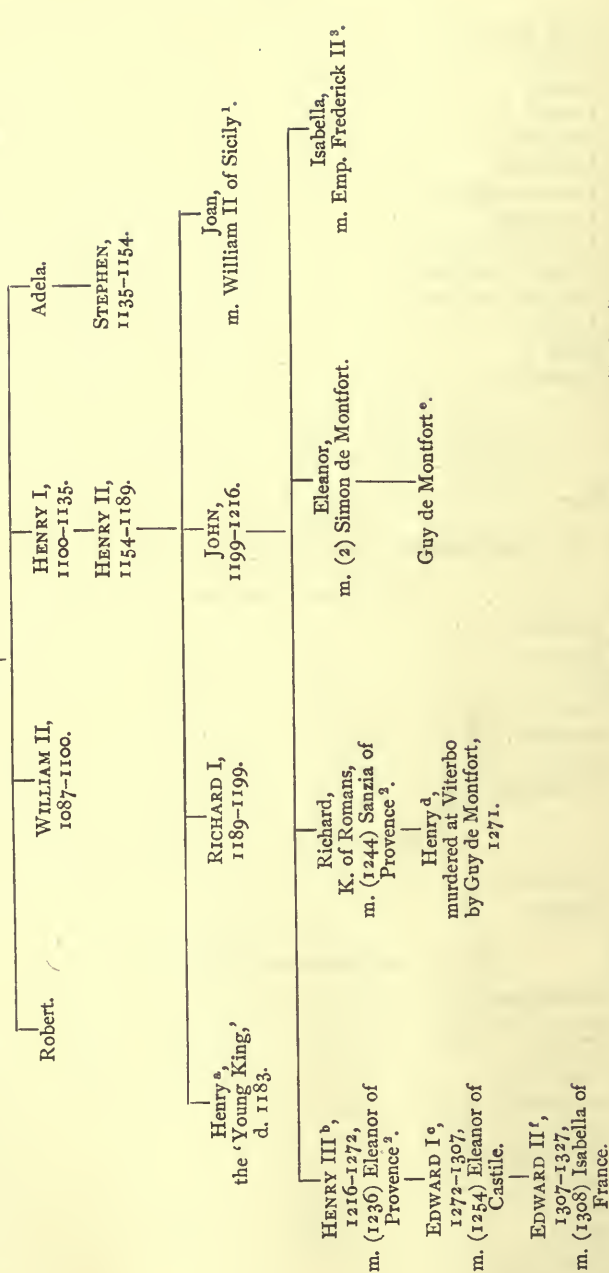 Robert.
WILLIAM II,
1087–1100.
HENRY I,
1100–1135.
Adela.
HENRY II,
1154–1189.
STEPHEN,
1135–1154.
Henry ᵃ,
the ‘Young King,’
d. 1183.
RICHARD I,
1189–1199.
JOHN,
1199–1216.
Joan,
m. William II of Sicily ¹.
HENRY III ᵇ,
1216–1272,
m. (1236) Eleanor of
Provence ².
Richard,
K. of Romans,
m. (1244) Sanzia of
Provence ².
Eleanor,
m. (2) Simon de Montfort.
Isabella,
m. Emp. Frederick II ³.
EDWARD I ᶜ,
1272–1307,
m. (1254) Eleanor of
Castile.
Henry ᵈ,
murdered at Viterbo
by Guy de Montfort,
1271.
Guy de Montfort ᵉ.
EDWARD II ᶠ,
1307–1327,
m. (1308) Isabella of
France.